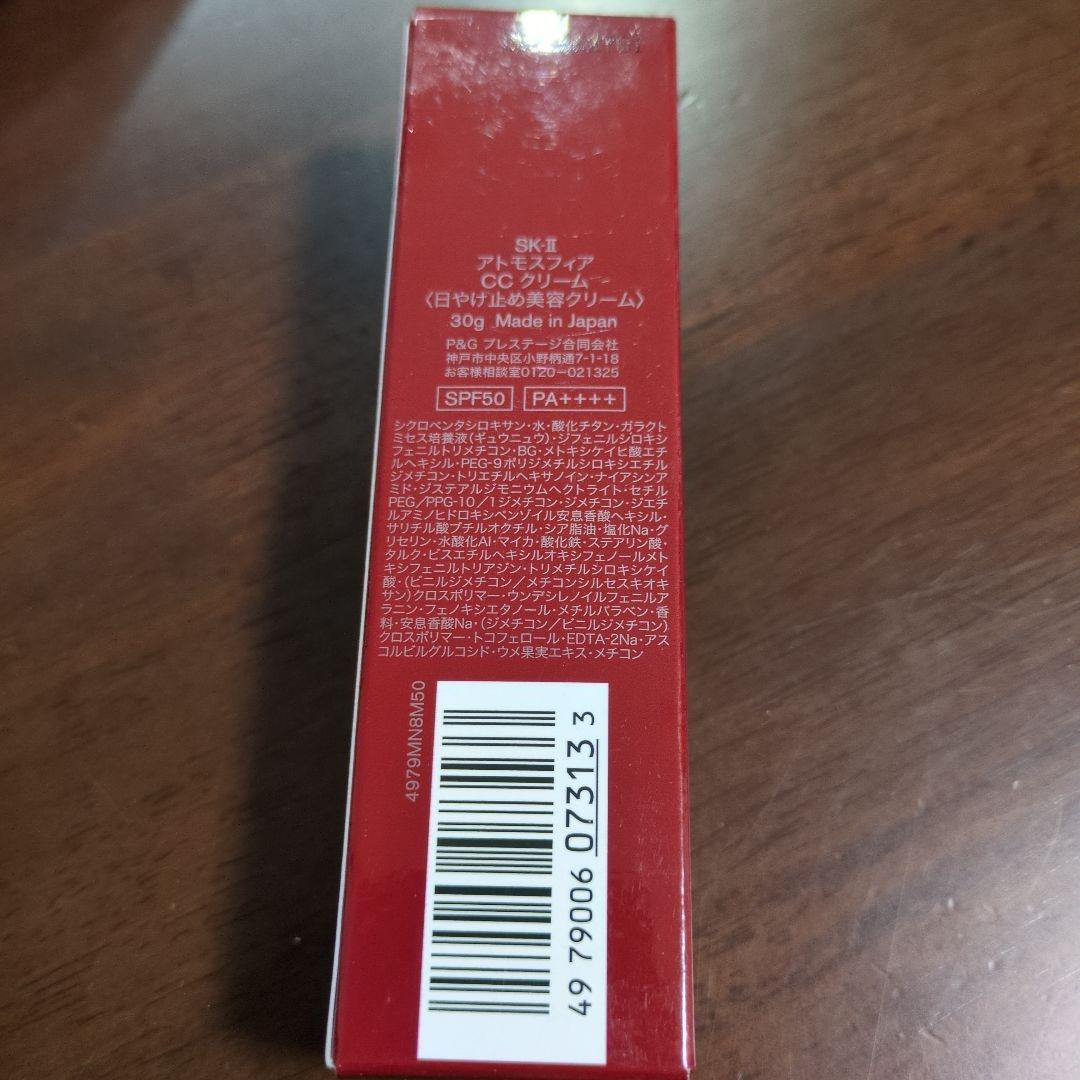 SK-II
アトモスフィア
CC クリーム
〈日やけ止め美容クリーム〉
30g Made in Japan
P&G プレステージ合同会社
神戸市中央区小野柄通7-1-18
お客様相談室0120-021325
SPF50 PA++++
シクロペンタシロキサン・水・酸化チタン・ガラクト
ミセス培養液(ギュウニュウ)・ジフェニルシロキシ
フェニルトリメチコン・BG・メトキシケイヒ酸エチ
ルヘキシル・PEG-9ポリジメチルシロキシエチル
ジメチコン・トリエチルヘキサノイン・ナイアシンア
ミド・ジステアルジモニウムヘクトライト・セチル
PEG/PPG-10/1ジメチコン・ジメチコン・ジエチ
ルアミノヒドロキシベンゾイル安息香酸ヘキシル・
サリチル酸ブチルオクチル・シア脂油・塩化Na・グ
リセリン・水酸化Al・マイカ・酸化鉄・ステアリン酸・
タルク・ビスエチルヘキシルオキシフェノールメト
キシフェニルトリアジン・トリメチルシロキシケイ
酸・(ビニルジメチコン/メチコンシルセスキオキ
サン)クロスポリマー・ウンデシレノイルフェニルア
ラニン・フェノキシエタノール・メチルパラベン・香
料・安息香酸Na・(ジメチコン/ビニルジメチコン)
クロスポリマー・トコフェロール・EDTA-2Na・アス
コルビルグルコシド・ウメ果実エキス・メチコン
4979MN8M50
49 79006 07313 3